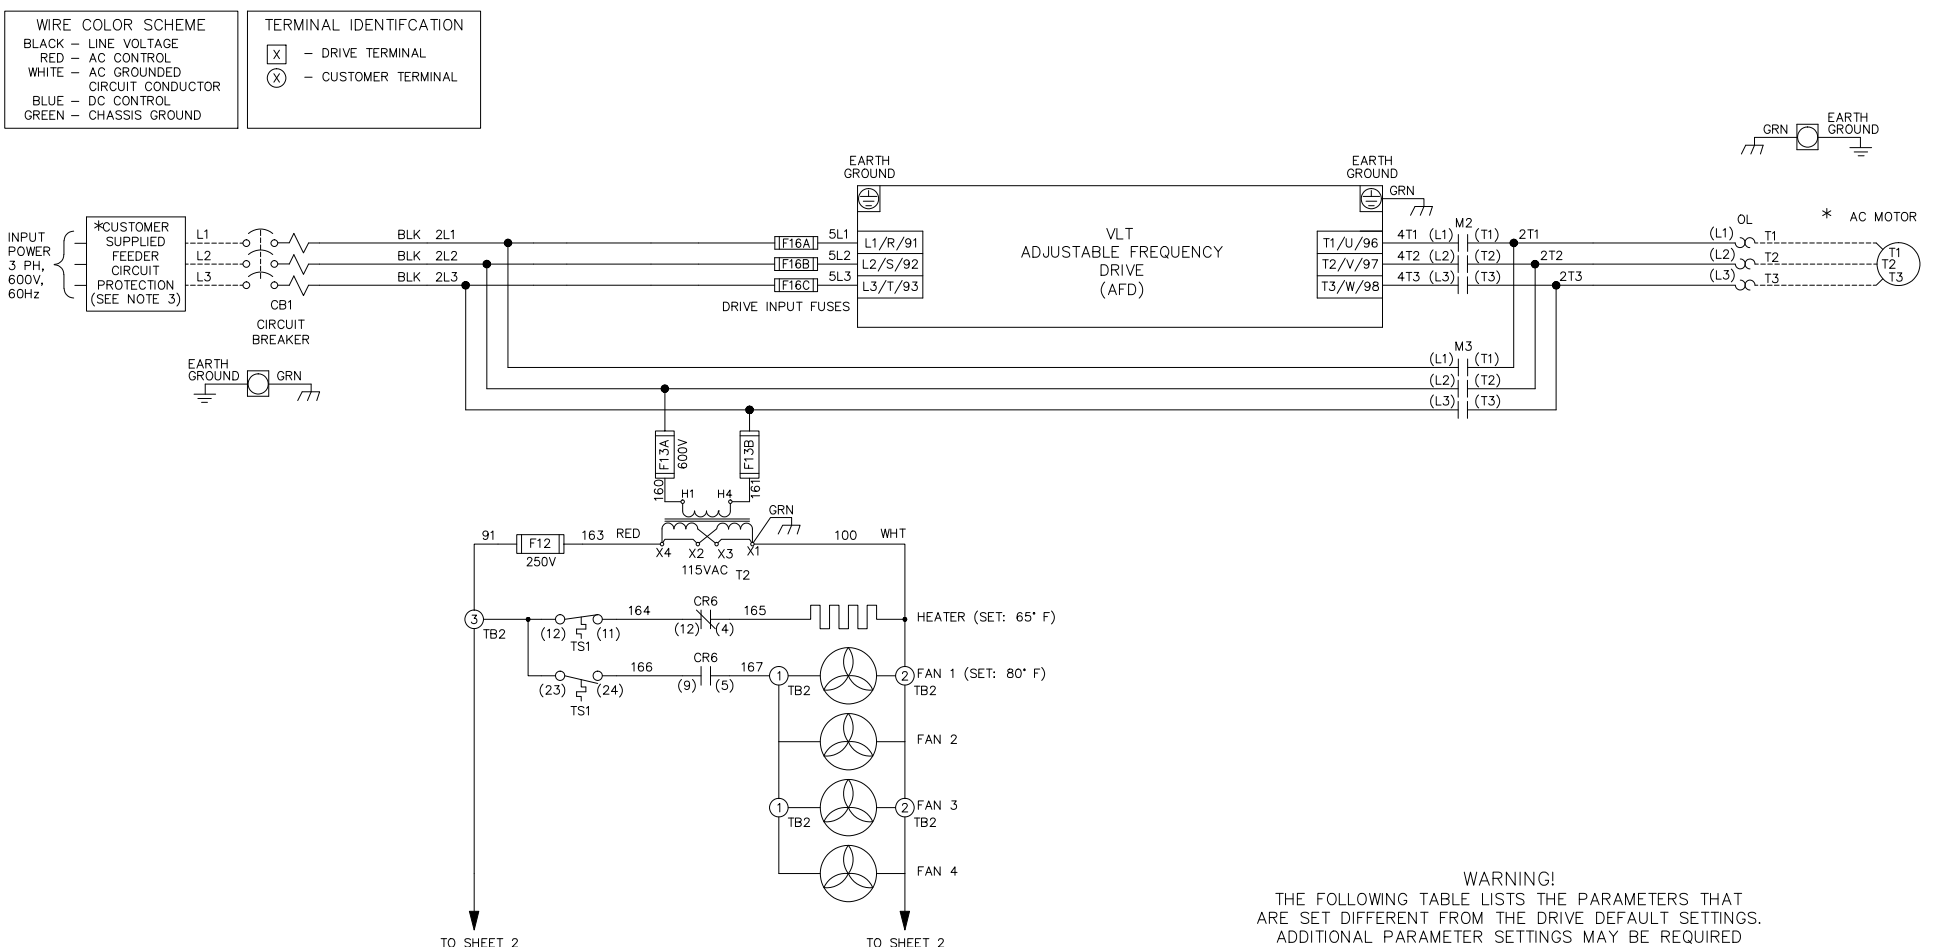 WIRE COLOR SCHEME
BLACK – LINE VOLTAGE
RED – AC CONTROL
WHITE – AC GROUNDED
CIRCUIT CONDUCTOR
BLUE – DC CONTROL
GREEN – CHASSIS GROUND
TERMINAL IDENTIFCATION
X – DRIVE TERMINAL
X – CUSTOMER TERMINAL
GRN
EARTH
GROUND
INPUT
POWER
3 PH,
600V,
60Hz
*CUSTOMER
SUPPLIED
FEEDER
CIRCUIT
PROTECTION
(SEE NOTE 3)
L1
L2
L3
CB1
CIRCUIT
BREAKER
BLK 2L1
BLK 2L2
BLK 2L3
F16A
F16B
F16C
5L1
5L2
5L3
DRIVE INPUT FUSES
EARTH
GROUND
L1/R/91
L2/S/92
L3/T/93
VLT
ADJUSTABLE FREQUENCY
DRIVE
(AFD)
EARTH
GROUND
GRN
T1/U/96
T2/V/97
T3/W/98
M2
4T1 (L1) (T1) 2T1
4T2 (L2) (T2) 2T2
4T3 (L3) (T3) 2T3
OL
(L1) T1
(L2) T2
(L3) T3
* AC MOTOR
T1
T2
T3
EARTH
GROUND
GRN
M3
(L1) (T1)
(L2) (T2)
(L3) (T3)
F13A
600V
F13B
160
161
H1 H4
GRN
91
F12
250V
163 RED
X4 X2 X3 X1
115VAC T2
100 WHT
3
TB2
(12) (11)
TS1
164
CR6
(12) (4)
165
HEATER (SET: 65° F)
(23) (24)
TS1
166
CR6
(9) (5)
167
1
TB2
2
TB2
FAN 1 (SET: 80° F)
FAN 2
1
TB2
2
TB2
FAN 3
FAN 4
TO SHEET 2
TO SHEET 2
WARNING!
THE FOLLOWING TABLE LISTS THE PARAMETERS THAT
ARE SET DIFFERENT FROM THE DRIVE DEFAULT SETTINGS.
ADDITIONAL PARAMETER SETTINGS MAY BE REQUIRED